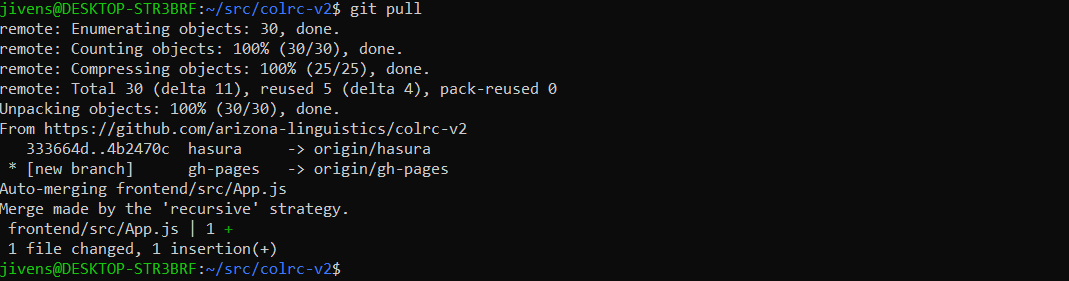 jivens@DESKTOP-STR3BRF:~/src/colrc-v2$ git pull
remote: Enumerating objects: 30, done.
remote: Counting objects: 100% (30/30), done.
remote: Compressing objects: 100% (25/25), done.
remote: Total 30 (delta 11), reused 5 (delta 4), pack-reused 0
Unpacking objects: 100% (30/30), done.
From https://github.com/arizona-linguistics/colrc-v2
   333664d..4b2470c  hasura     -> origin/hasura
 * [new branch]      gh-pages   -> origin/gh-pages
Auto-merging frontend/src/App.js
Merge made by the 'recursive' strategy.
 frontend/src/App.js | 1 +
 1 file changed, 1 insertion(+)
jivens@DESKTOP-STR3BRF:~/src/colrc-v2$